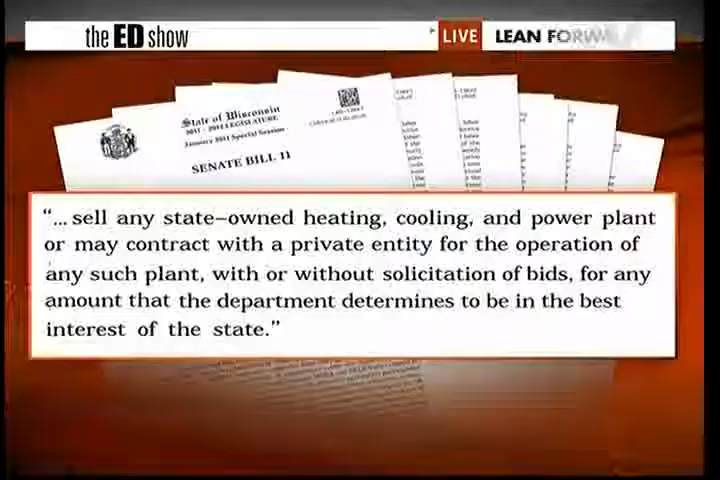 the ED show
LIVE
LEAN FORWA
State of Wisconsin
2011 - 2012 LEGISLATURE
January 2011 Special Session
SENATE BILL 11
"... sell any state-owned heating, cooling, and power plant
or may contract with a private entity for the operation of
any such plant, with or without solicitation of bids, for any
amount that the department determines to be in the best
interest of the state."